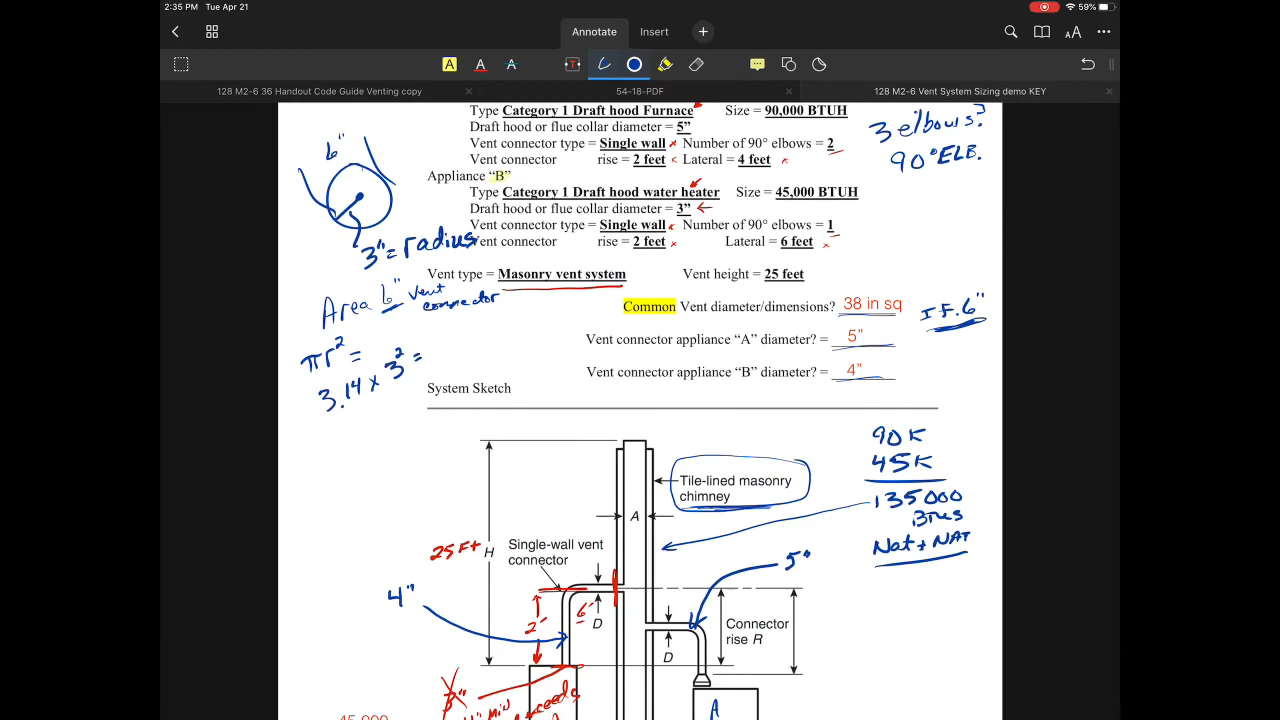 2:35 PM Tue Apr 21
59%
Annotate
Insert
128 M2-6 36 Handout Code Guide Venting copy
54-18-PDF
128 M2-6 Vent System Sizing demo KEY
Type Category 1 Draft hood Furnace Size = 90,000 BTUH
Draft hood or flue collar diameter = 5”
Vent connector type = Single wall Number of 90° elbows = 2
Vent connector rise = 2 feet Lateral = 4 feet
Appliance “B”
Type Category 1 Draft hood water heater Size = 45,000 BTUH
Draft hood or flue collar diameter = 3”
Vent connector type = Single wall Number of 90° elbows = 1
Vent connector rise = 2 feet Lateral = 6 feet
Vent type = Masonry vent system Vent height = 25 feet
Common Vent diameter/dimensions? = 38 in sq
Vent connector appliance “A” diameter? = 5”
Vent connector appliance “B” diameter? = 4”
System Sketch
3 elbows?
90° ELB.
6"
3" = radius
Area 6" vent connector
πr² =
3.14 x 3² =
I.F. 6"
90K
45K
135000
Btus
Nat + NAT
Tile-lined masonry
chimney
A
Single-wall vent
connector
25 Ft
H
4"
5"
2'
6'
D
D
Connector
rise R
3"
4" min
exceeds
A
45,000